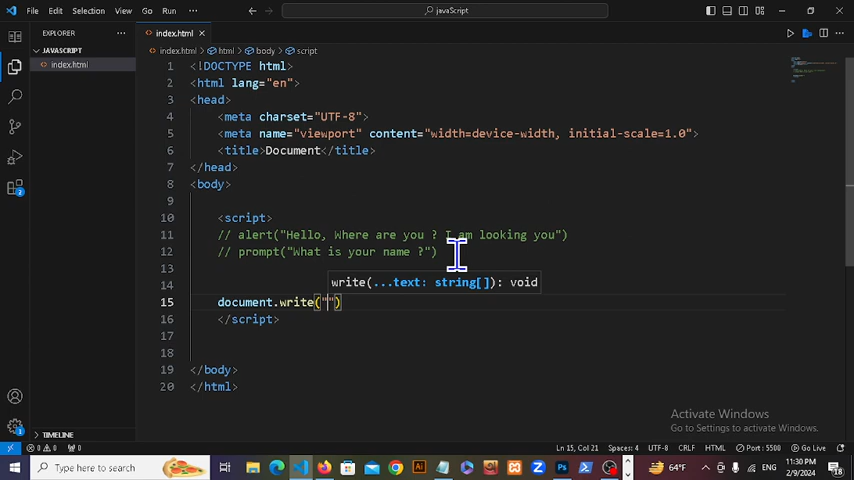 File Edit Selection View Go Run ... javaScript
EXPLORER ... index.html
JAVASCRIPT index.html > html > body > script
index.html
1 <!DOCTYPE html>
2 <html lang="en">
3 <head>
4 <meta charset="UTF-8">
5 <meta name="viewport" content="width=device-width, initial-scale=1.0">
6 <title>Document</title>
7 </head>
8 <body>
9
10 <script>
11 // alert("Hello, Where are you ? I am looking you")
12 // prompt("What is your name ?")
13
14 write(...text: string[]): void
15 document.write("")
16 </script>
17
18
19 </body>
20 </html>
Activate Windows
Go to Settings to activate Windows.
TIMELINE
0 0 0 Ln 15, Col 21 Spaces: 4 UTF-8 CRLF HTML Port : 5500 Go Live
Type here to search 64°F ENG 11:30 PM
2/9/2024 18